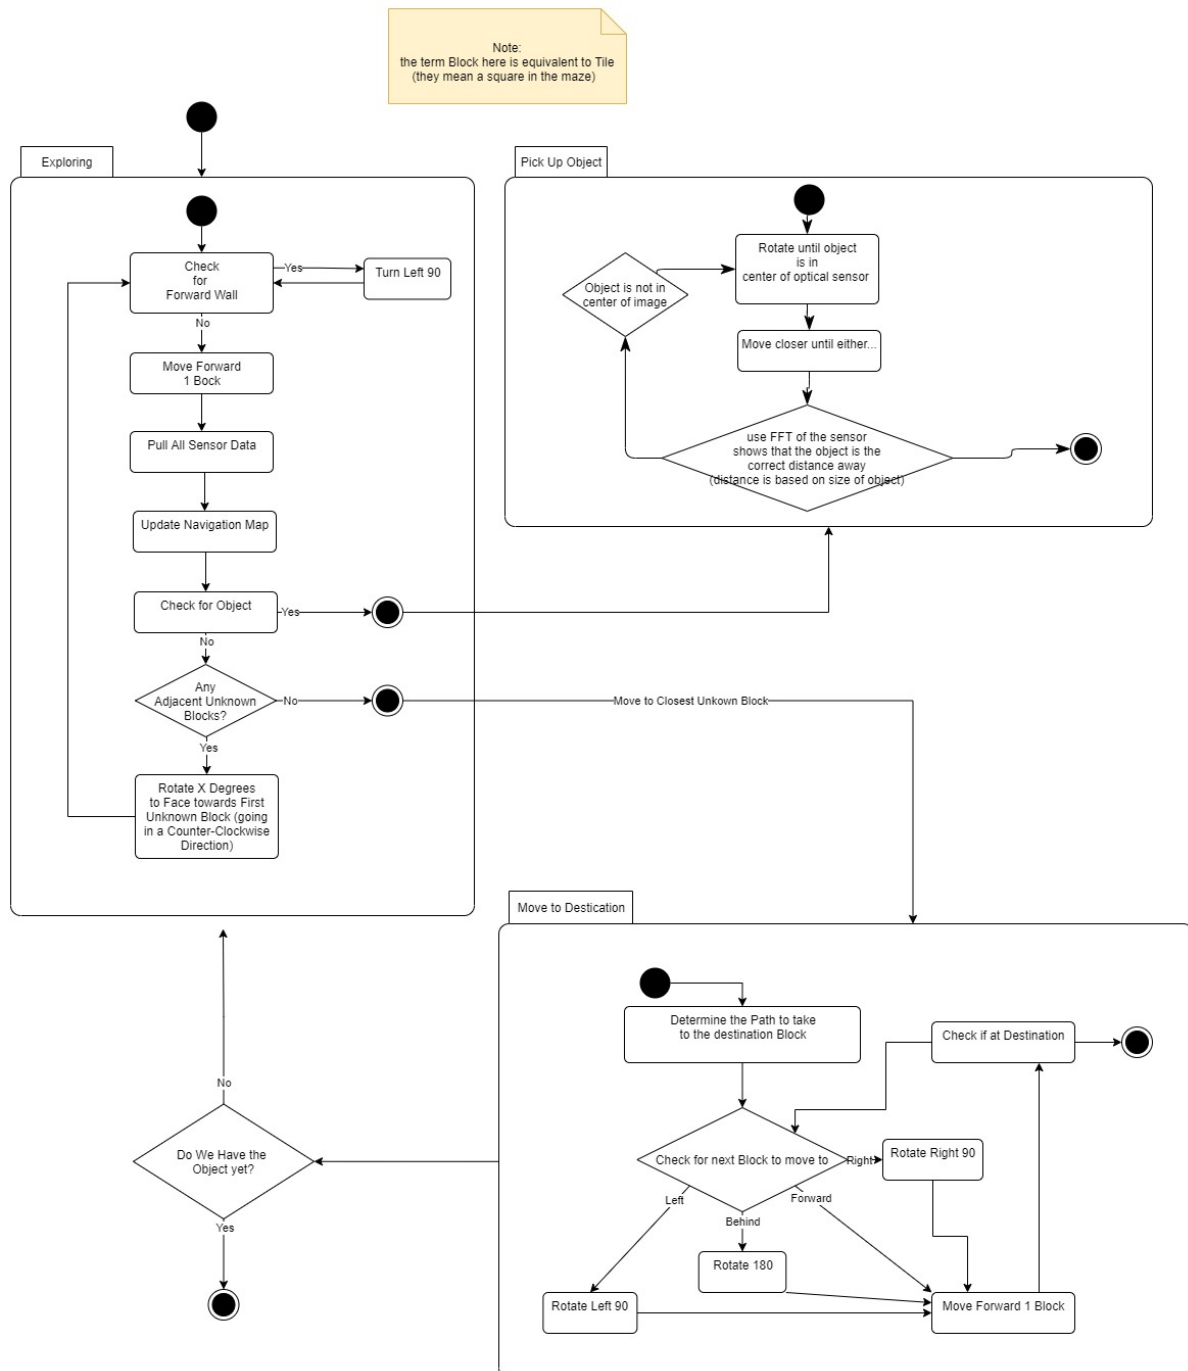 Note:
the term Block here is equivalent to Tile
(they mean a square in the maze)
Exploring
Check
for
Forward Wall
Yes
Turn Left 90
No
Move Forward
1 Bock
Pull All Sensor Data
Update Navigation Map
Check for Object
Yes
No
Any
Adjacent Unknown
Blocks?
No
Move to Closest Unkown Block
Yes
Rotate X Degrees
to Face towards First
Unknown Block (going
in a Counter-Clockwise
Direction)
Pick Up Object
Rotate until object
is in
center of optical sensor
Object is not in
center of image
Move closer until either...
use FFT of the sensor
shows that the object is the
correct distance away
(distance is based on size of object)
Move to Destication
Determine the Path to take
to the destination Block
Check if at Destination
Check for next Block to move to
Right
Rotate Right 90
Left
Forward
Behind
Rotate 180
Rotate Left 90
Move Forward 1 Block
No
Do We Have the
Object yet?
Yes